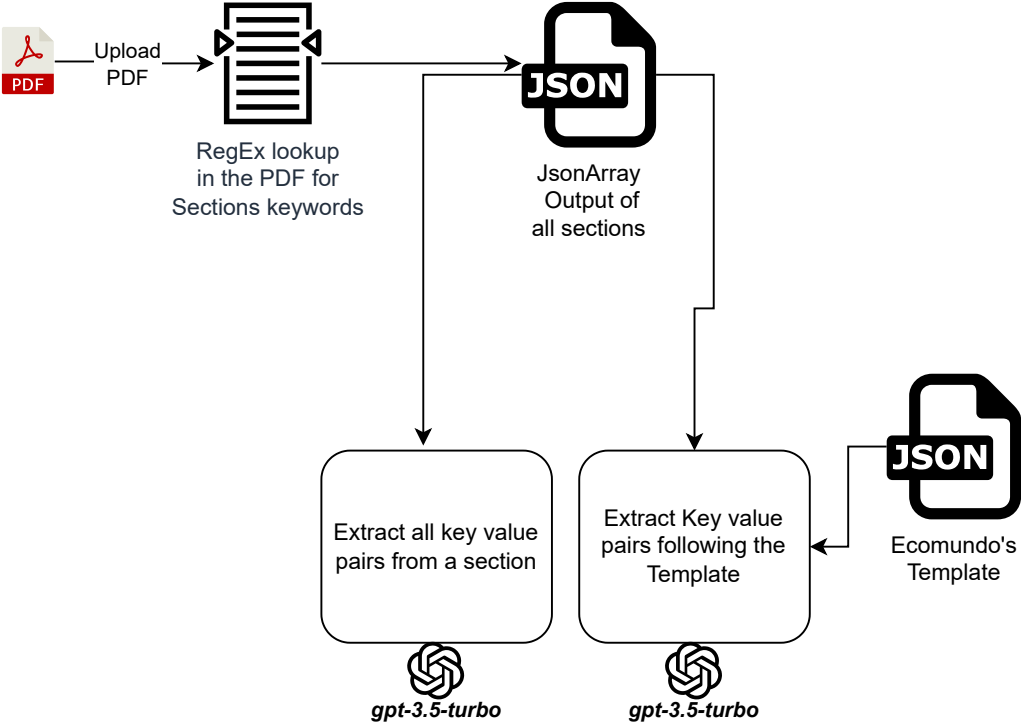 PDF
Upload
PDF
RegEx lookup
in the PDF for
Sections keywords
JSON
JsonArray
Output of
all sections
Extract all key value
pairs from a section
gpt-3.5-turbo
Extract Key value
pairs following the
Template
gpt-3.5-turbo
JSON
Ecomundo's
Template